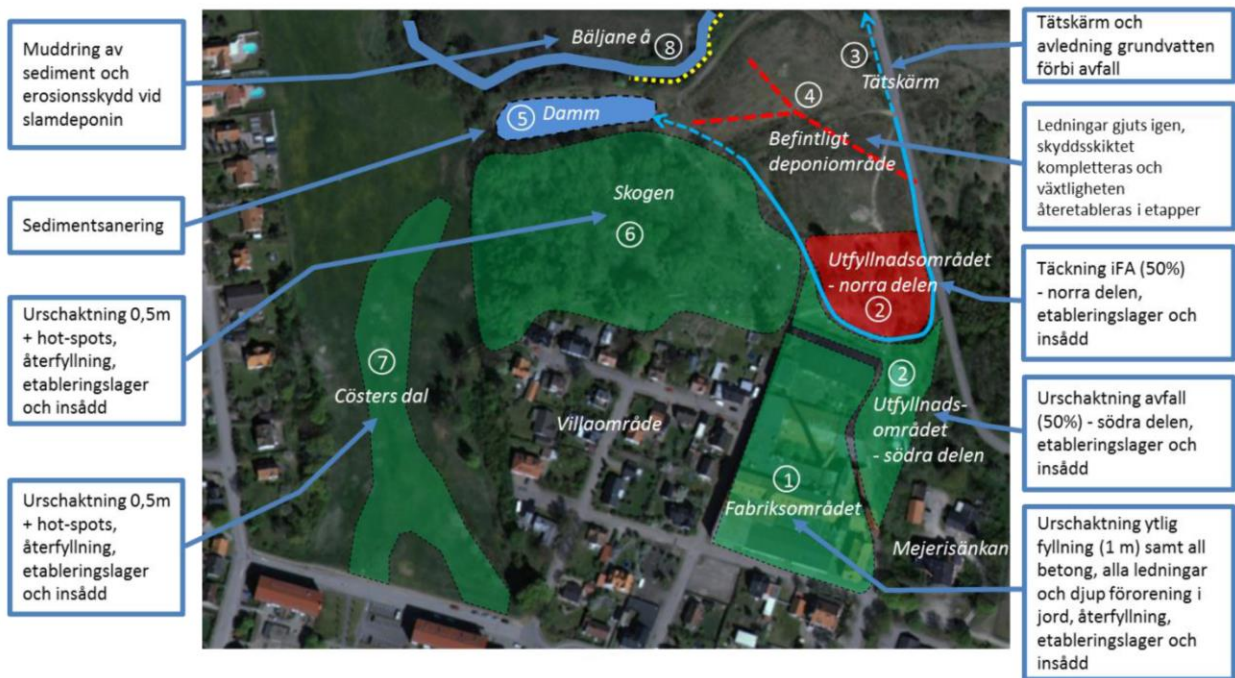 Muddring av
sediment och
erosionsskydd vid
slamdeponin
Sedimentsanering
Urschaktning 0,5m
+ hot-spots,
återfyllning,
etableringslager
och insådd
Urschaktning 0,5m
+ hot-spots,
återfyllning,
etableringslager
och insådd
Bäljane å
8
3
Tätskärm
4
5
Damm
Befintligt
deponiområde
Skogen
6
Utfyllnadsområdet
- norra delen
2
7
Cösters dal
Villaområde
2
Utfyllnads-
området
- södra delen
1
Fabriksområdet
Mejerisänkan
Tätskärm och
avledning grundvatten
förbi avfall
Ledningar gjuts igen,
skyddsskiktet
kompletteras och
växtligheten
återetableras i etapper
Täckning iFA (50%)
- norra delen,
etableringslager och
insådd
Urschaktning avfall
(50%) - södra delen,
etableringslager och
insådd
Urschaktning ytlig
fyllning (1 m) samt all
betong, alla ledningar
och djup förorening i
jord, återfyllning,
etableringslager och
insådd